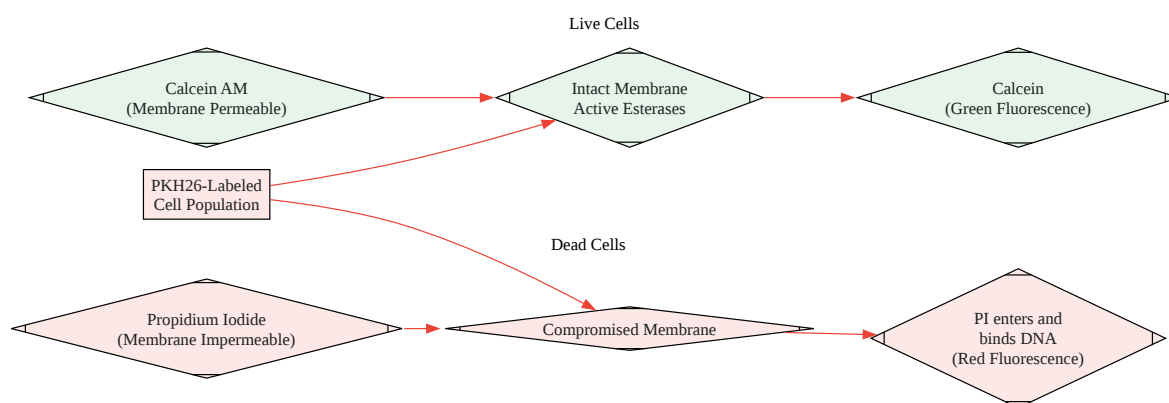 Live Cells
Calcein AM
(Membrane Permeable)
Intact Membrane
Active Esterases
Calcein
(Green Fluorescence)
PKH26-Labeled
Cell Population
Dead Cells
Propidium Iodide
(Membrane Impermeable)
Compromised Membrane
PI enters and
binds DNA
(Red Fluorescence)